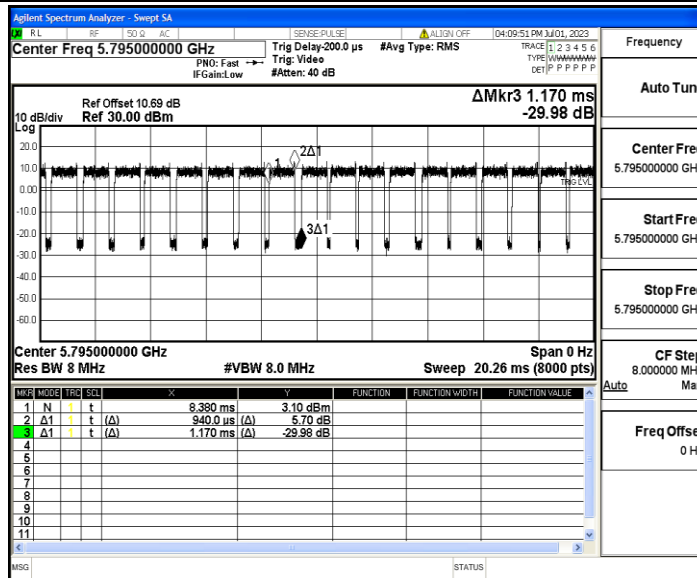 Agilent Spectrum Analyzer - Swept SA
RL RF 50 Ω AC SENSE:PULSE ALIGN OFF 04:09:51 PM Jul 01, 2023
Center Freq 5.795000000 GHz
PNO: Fast
IFGain:Low
Trig Delay-200.0 µs
Trig: Video
#Atten: 40 dB
#Avg Type: RMS
TRACE 1 2 3 4 5 6
TYPE
DET P P P P P P
Frequency
Ref Offset 10.69 dB
10 dB/div Ref 30.00 dBm
ΔMkr3 1.170 ms
-29.98 dB
Log
20.0
10.0
0.00
-10.0
-20.0
-30.0
-40.0
-50.0
-60.0
1
2Δ1
TRIG LVL
3Δ1
Center 5.795000000 GHz Span 0 Hz
Res BW 8 MHz #VBW 8.0 MHz Sweep 20.26 ms (8000 pts)
MKR MODE TRC SCL X Y FUNCTION FUNCTION WIDTH FUNCTION VALUE
1 N 1 t 8.380 ms 3.10 dBm
2 Δ1 1 t (Δ) 940.0 µs (Δ) 5.70 dB
3 Δ1 1 t (Δ) 1.170 ms (Δ) -29.98 dB
4
5
6
7
8
9
10
11
MSG STATUS
Auto Tun
Center Fre
5.795000000 GH
Start Fre
5.795000000 GH
Stop Fre
5.795000000 GH
CF Step
8.000000 MH
Auto Ma
Freq Offse
0 H